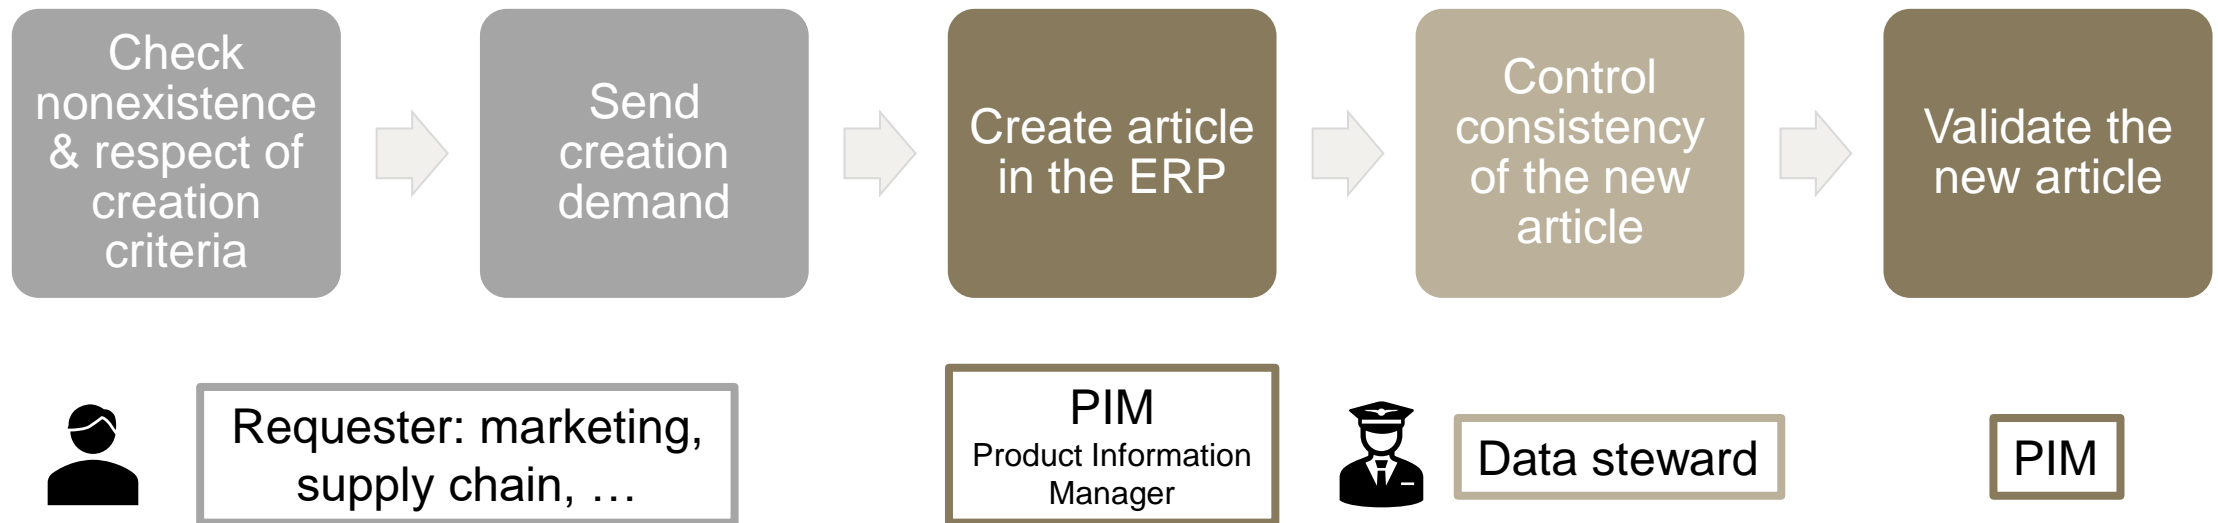 Check
nonexistence
& respect of
creation
criteria
Send
creation
demand
Create article
in the ERP
Control
consistency
of the new
article
Validate the
new article
Requester: marketing,
supply chain, …
PIM
Product Information
Manager
Data steward
PIM